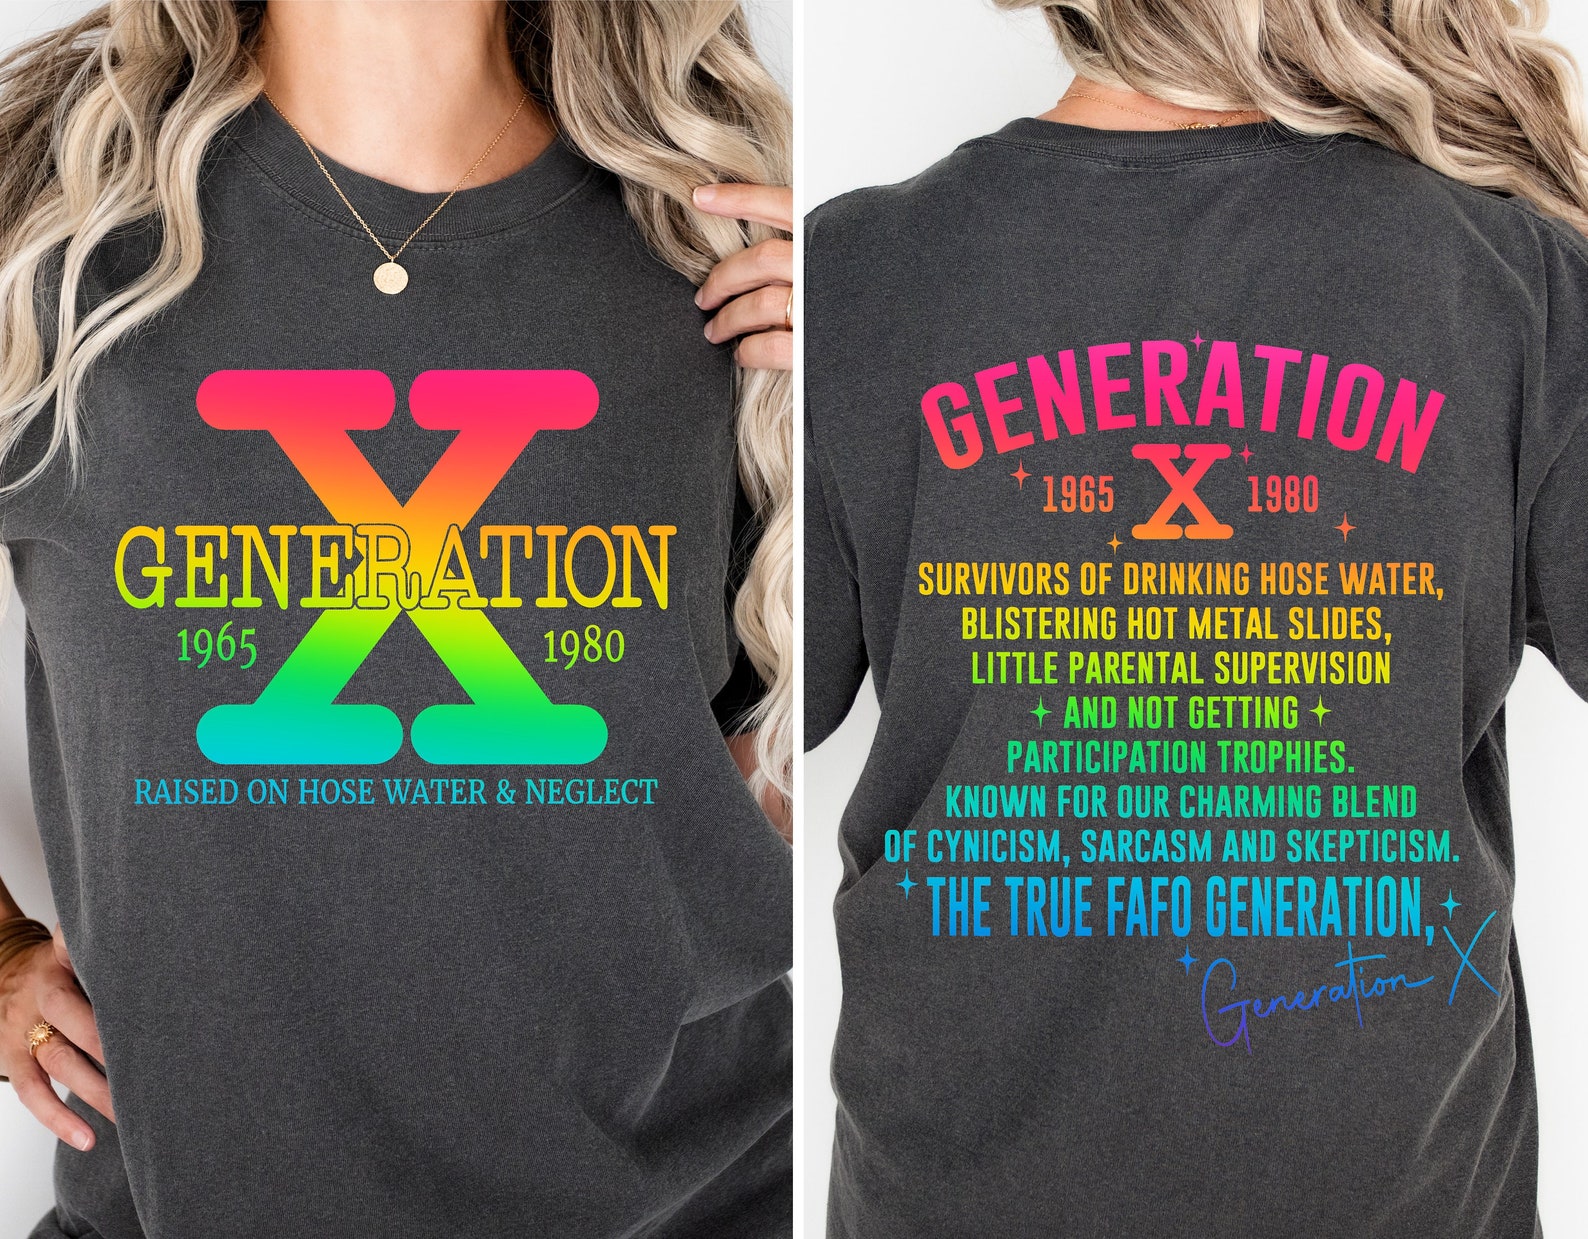 X
GENERATION
1965 1980
RAISED ON HOSE WATER & NEGLECT
GENERATION
1965 X 1980
SURVIVORS OF DRINKING HOSE WATER,
BLISTERING HOT METAL SLIDES,
LITTLE PARENTAL SUPERVISION
AND NOT GETTING
PARTICIPATION TROPHIES.
KNOWN FOR OUR CHARMING BLEND
OF CYNICISM, SARCASM AND SKEPTICISM.
THE TRUE FAFO GENERATION,
Generation X